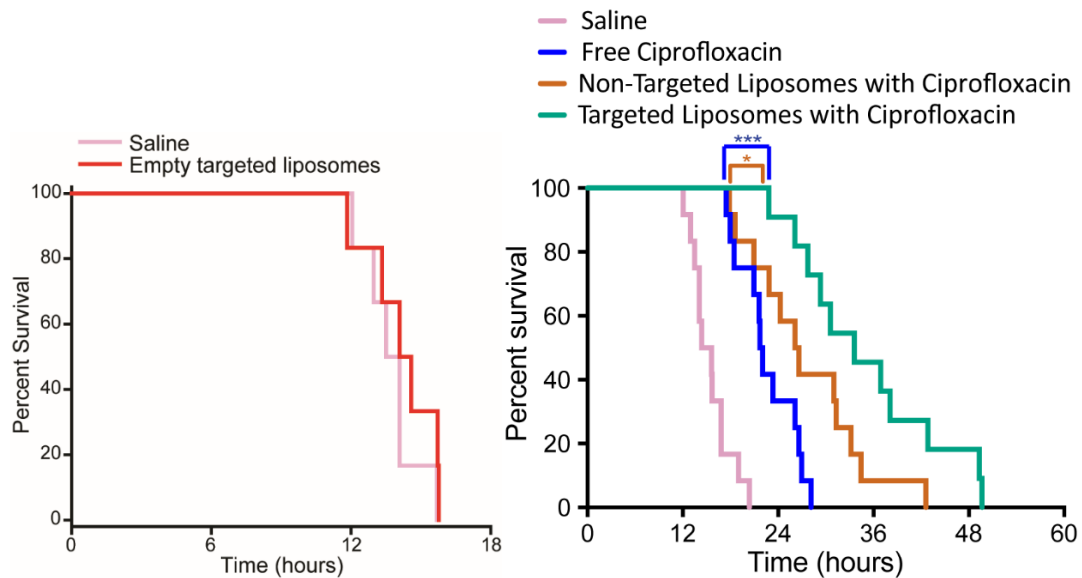 Saline
Empty targeted liposomes
Percent Survival
100
80
60
40
20
0
0 6 12 18
Time (hours)
Saline
Free Ciprofloxacin
Non-Targeted Liposomes with Ciprofloxacin
Targeted Liposomes with Ciprofloxacin
***
*
Percent survival
100
80
60
40
20
0
0 12 24 36 48 60
Time (hours)